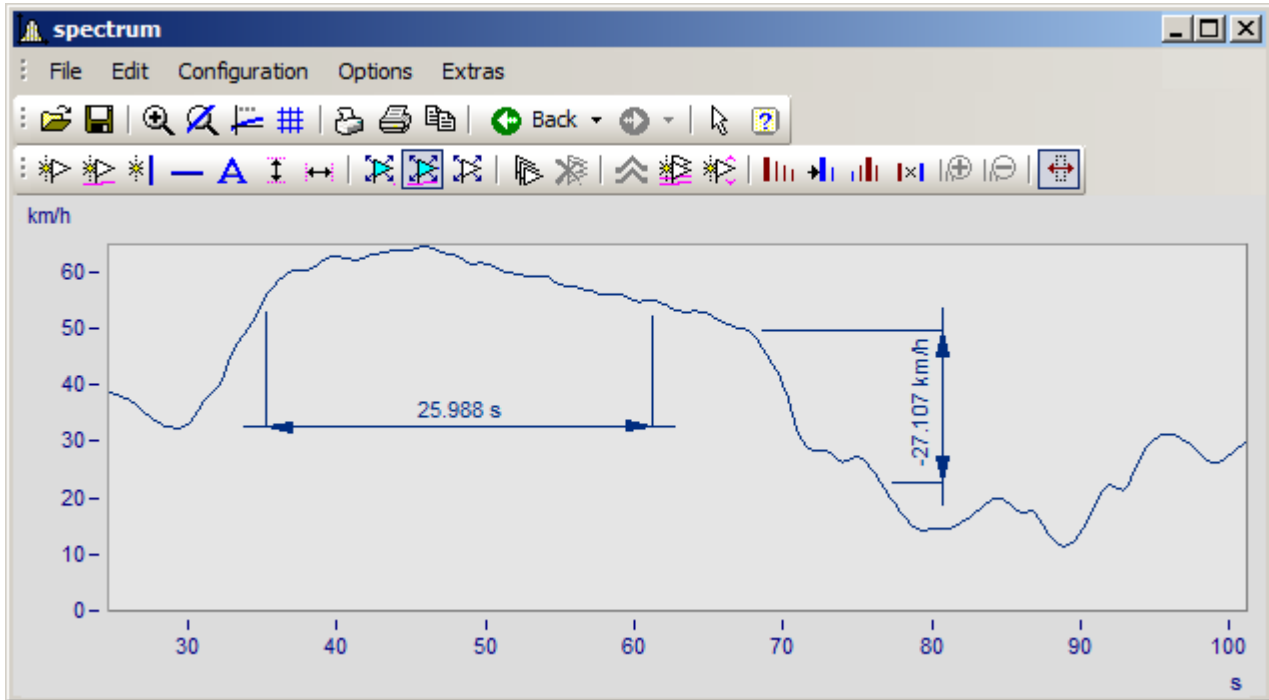 spectrum
File Edit Configuration Options Extras
Back
A
km/h
60
50
40
30
20
10
0
25.988 s
-27.107 km/h
30 40 50 60 70 80 90 100
s